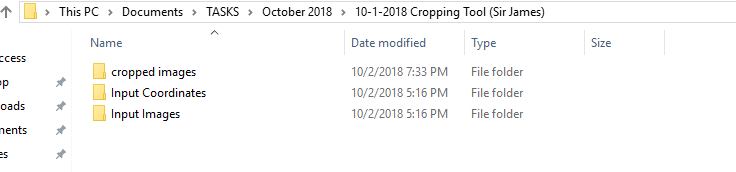 This PC > Documents > TASKS > October 2018 > 10-1-2018 Cropping Tool (Sir James)
Name Date modified Type Size
ccess
cropped images 10/2/2018 7:33 PM File folder
op
Input Coordinates 10/2/2018 5:16 PM File folder
oads
Input Images 10/2/2018 5:16 PM File folder
ments
es